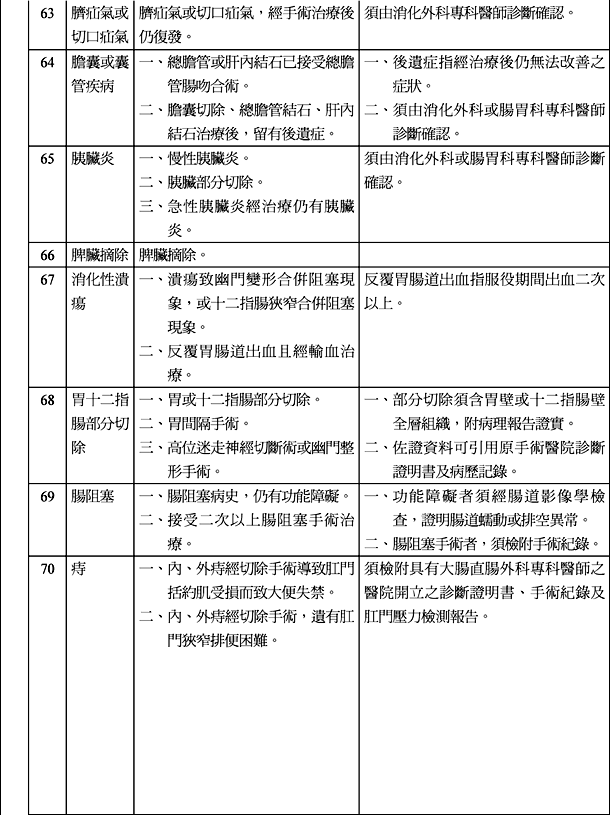 63 臍疝氣或 臍疝氣或切口疝氣，經手術治療後 須由消化外科專科醫師診斷確認。
切口疝氣 仍復發。
64 膽囊或囊 一、總膽管或肝內結石已接受總膽 一、後遺症指經治療後仍無法改善之
管疾病 管腸吻合術。 症狀。
二、膽囊切除、總膽管結石、肝內 二、須由消化外科或腸胃科專科醫師
結石治療後，留有後遺症。 診斷確認。
65 胰臟炎 一、慢性胰臟炎。 須由消化外科或腸胃科專科醫師診斷
二、胰臟部分切除。 確認。
三、急性胰臟炎經治療仍有胰臟
炎。
66 脾臟摘除 脾臟摘除。
67 消化性潰 一、潰瘍致幽門變形合併阻塞現 反覆胃腸道出血指服役期間出血二次
瘍 象，或十二指腸狹窄合併阻塞 以上。
現象。
二、反覆胃腸道出血且經輸血治
療。
68 胃十二指 一、胃或十二指腸部分切除。 一、部分切除須含胃壁或十二指腸壁
腸部分切 二、胃間隔手術。 全層組織，附病理報告證實。
除 三、高位迷走神經切斷術或幽門整 二、佐證資料可引用原手術醫院診斷
形手術。 證明書及病歷記錄。
69 腸阻塞 一、腸阻塞病史，仍有功能障礙。 一、功能障礙者須經腸道影像學檢
二、接受二次以上腸阻塞手術治 查，證明腸道蠕動或排空異常。
療。 二、腸阻塞手術者，須檢附手術紀錄。
70 痔 一、內、外痔經切除手術導致肛門 須檢附具有大腸直腸外科專科醫師之
括約肌受損而致大便失禁。 醫院開立之診斷證明書、手術紀錄及
二、內、外痔經切除手術，遺有肛 肛門壓力檢測報告。
門狹窄排便困難。